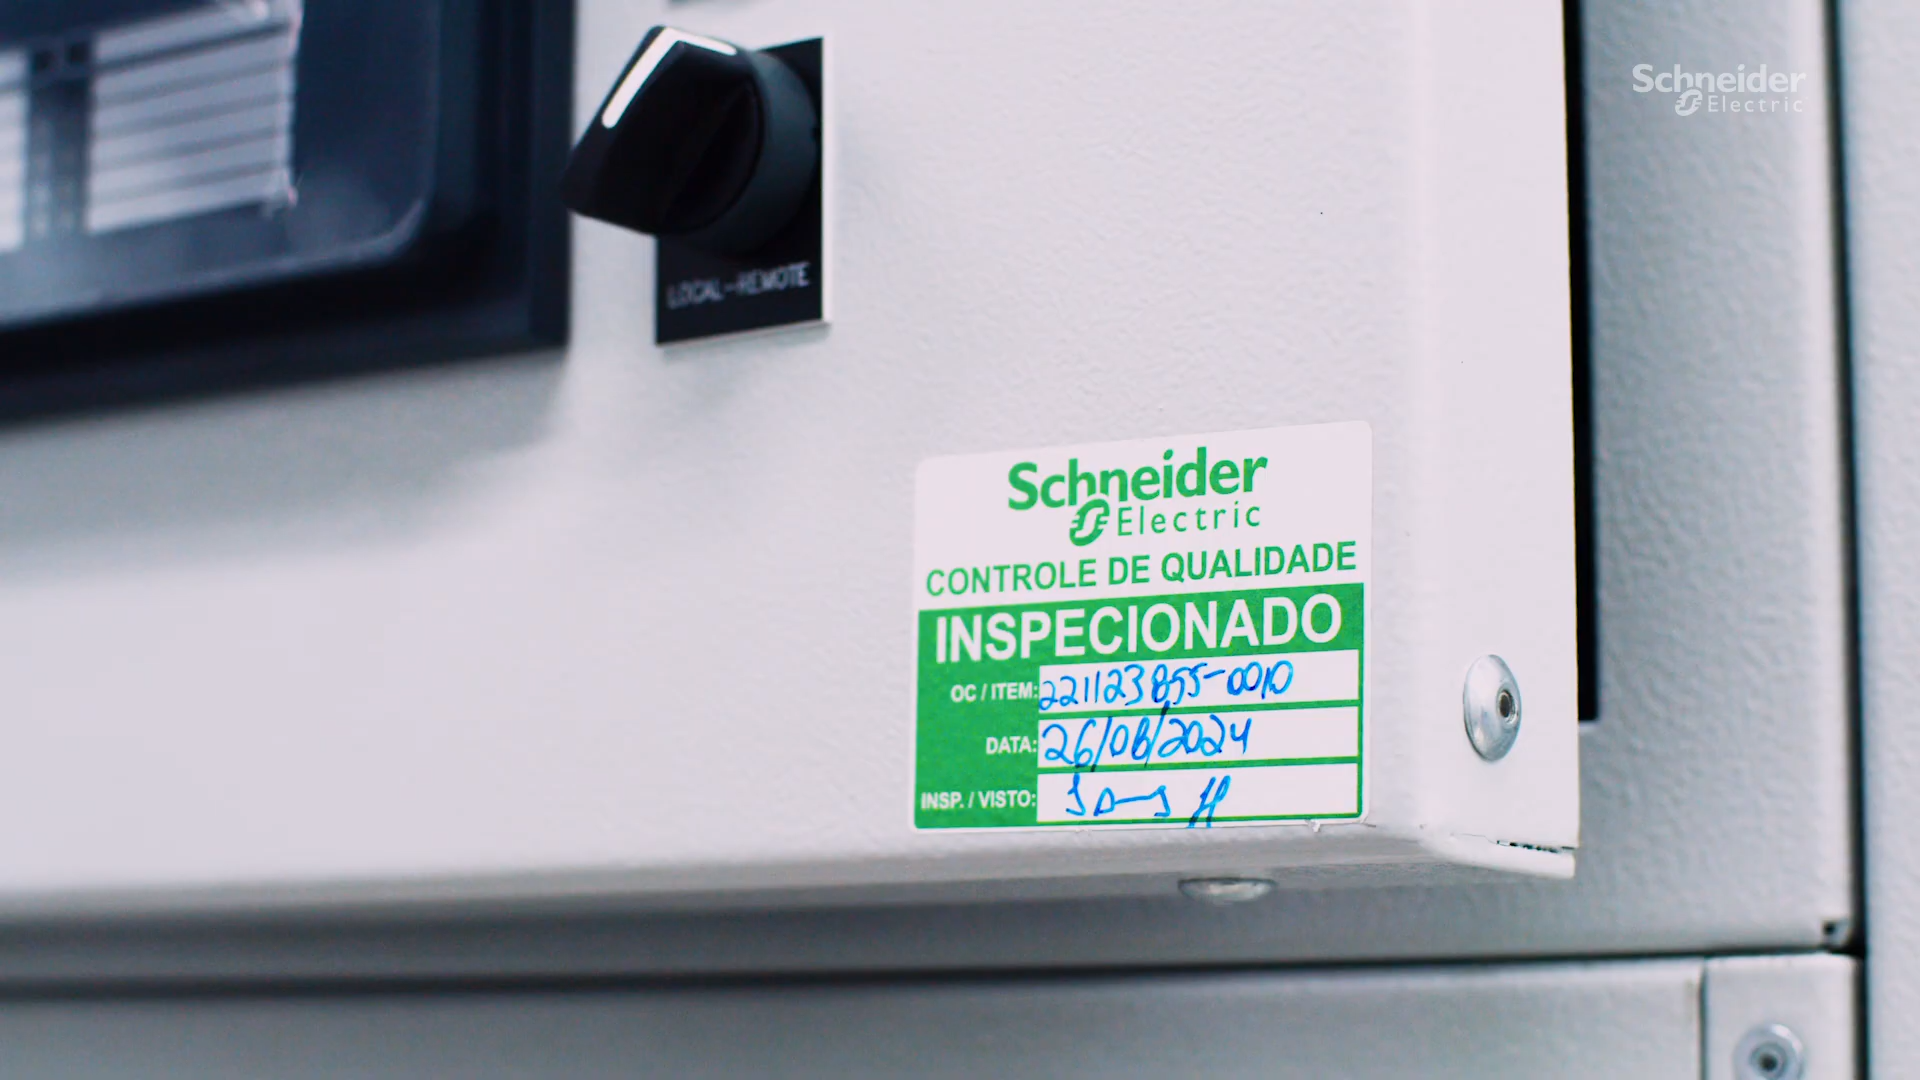 Schneider
Electric
LOCAL-REMOTE
Schneider
Electric
CONTROLE DE QUALIDADE
INSPECIONADO
OC / ITEM: 221123855-0010
DATA: 26/08/2024
INSP. / VISTO: